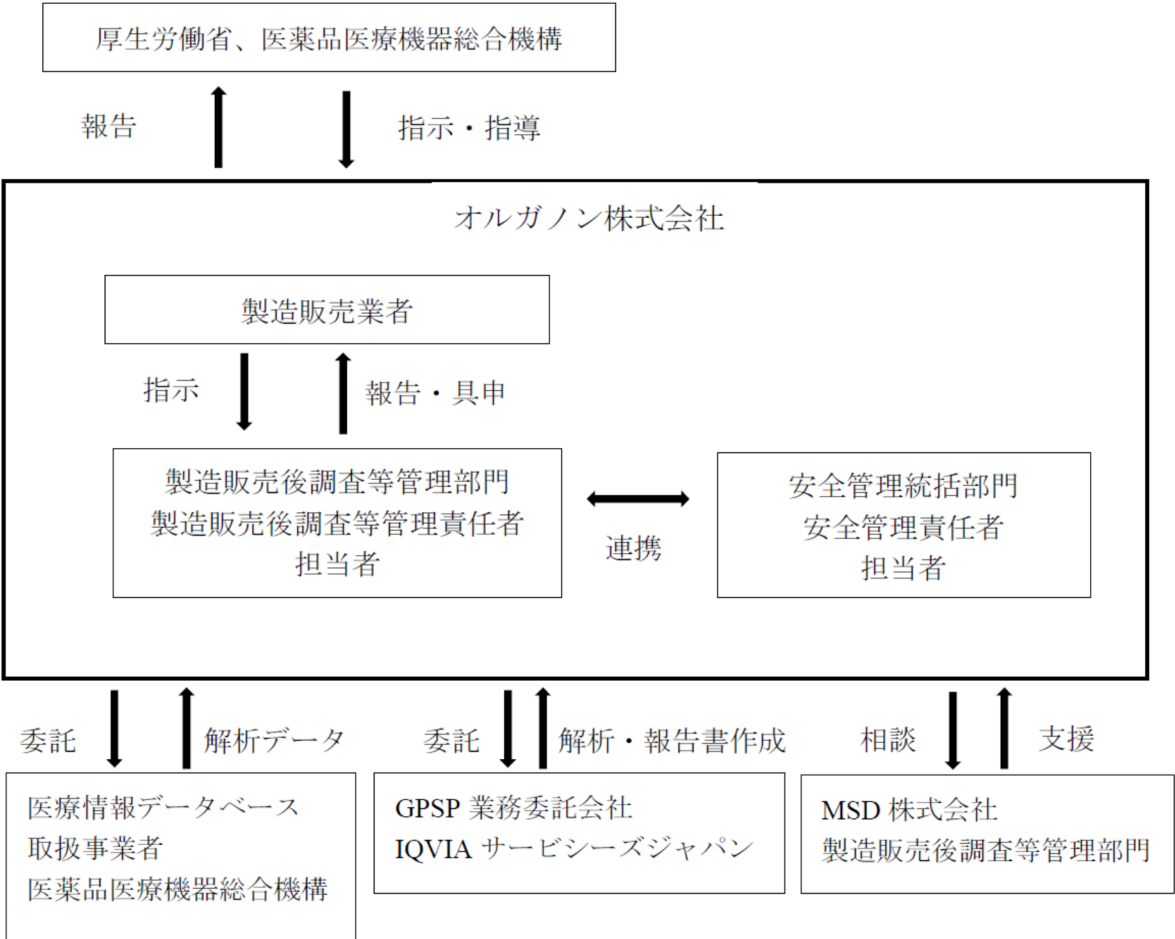 厚生労働省、医薬品医療機器総合機構
報告
指示・指導
オルガノン株式会社
製造販売業者
指示
報告・具申
製造販売後調査等管理部門
製造販売後調査等管理責任者
担当者
連携
安全管理統括部門
安全管理責任者
担当者
委託
解析データ
委託
解析・報告書作成
相談
支援
医療情報データベース
取扱事業者
医薬品医療機器総合機構
GPSP 業務委託会社
IQVIA サービシーズジャパン
MSD 株式会社
製造販売後調査等管理部門